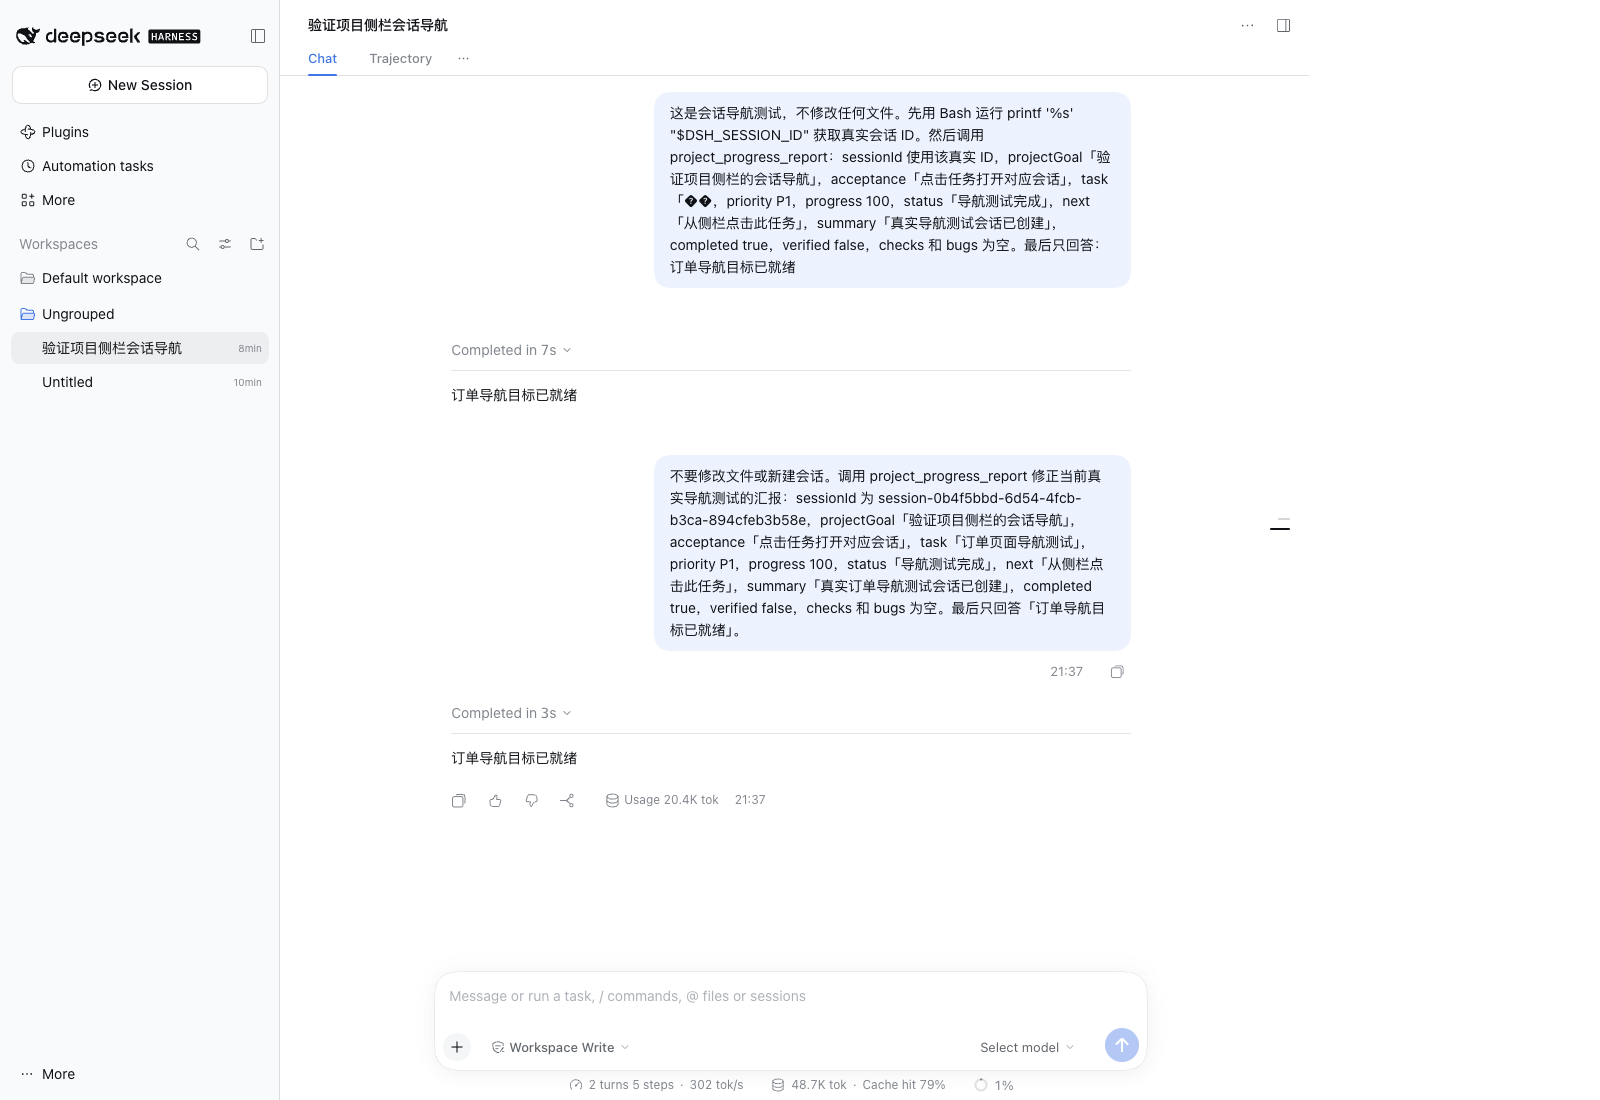 deepseek HARNESS
New Session
Plugins
Automation tasks
More
Workspaces
Default workspace
Ungrouped
验证项目侧栏会话导航 8min
Untitled 10min
More
验证项目侧栏会话导航
Chat Trajectory
这是会话导航测试，不修改任何文件。先用 Bash 运行 printf '%s'
"$DSH_SESSION_ID" 获取真实会话 ID。然后调用
project_progress_report：sessionId 使用该真实 ID，projectGoal「验
证项目侧栏的会话导航」，acceptance「点击任务打开对应会话」，task
「��，priority P1，progress 100，status「导航测试完成」，next
「从侧栏点击此任务」，summary「真实导航测试会话已创建」，
completed true，verified false，checks 和 bugs 为空。最后只回答：
订单导航目标已就绪
Completed in 7s
订单导航目标已就绪
不要修改文件或新建会话。调用 project_progress_report 修正当前真
实导航测试的汇报：sessionId 为 session-0b4f5bbd-6d54-4fcb-
b3ca-894cfeb3b58e，projectGoal「验证项目侧栏的会话导航」，
acceptance「点击任务打开对应会话」，task「订单页面导航测试」，
priority P1，progress 100，status「导航测试完成」，next「从侧栏点
击此任务」，summary「真实订单导航测试会话已创建」，completed
true，verified false，checks 和 bugs 为空。最后只回答「订单导航目
标已就绪」。
21:37
Completed in 3s
订单导航目标已就绪
Usage 20.4K tok 21:37
Message or run a task, / commands, @ files or sessions
Workspace Write
Select model
2 turns 5 steps · 302 tok/s 48.7K tok · Cache hit 79% 1%